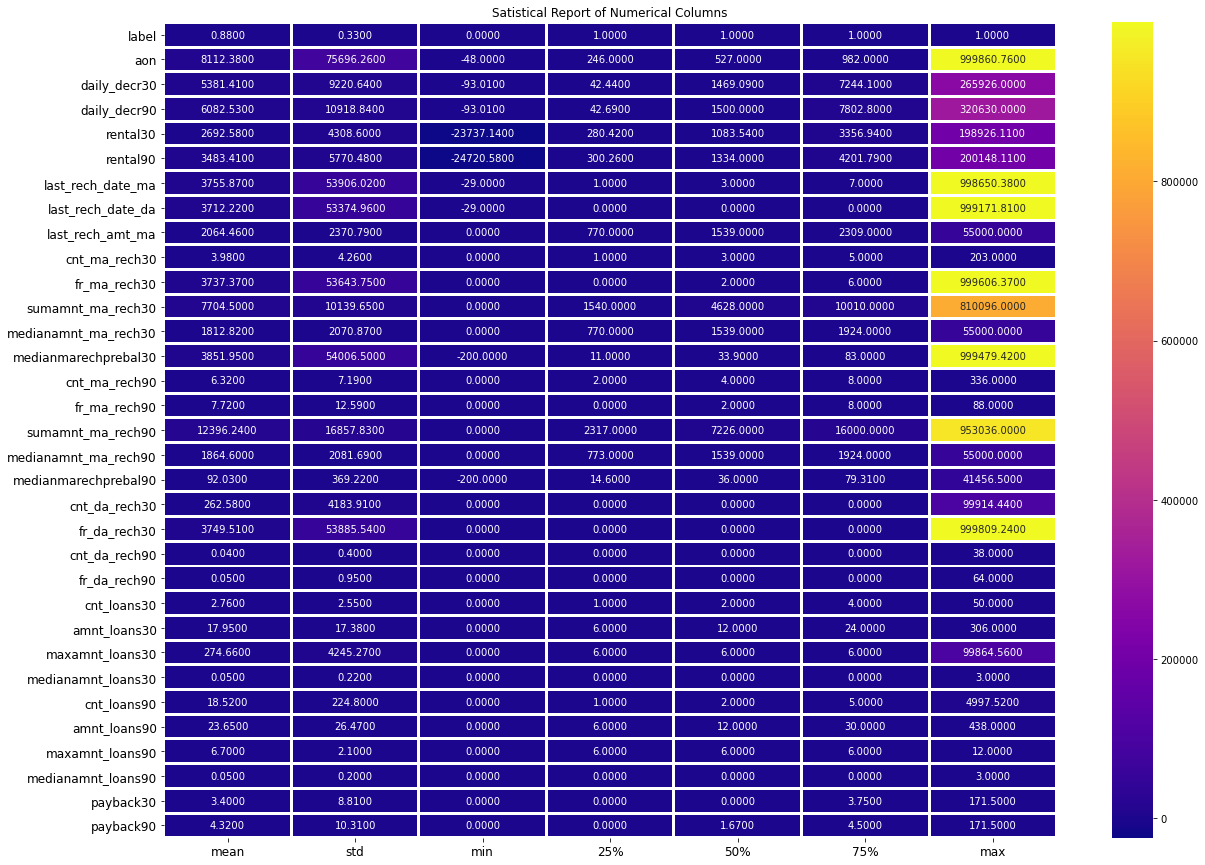 Satistical Report of Numerical Columns
label 0.8800 0.3300 0.0000 1.0000 1.0000 1.0000 1.0000
aon 8112.3800 75696.2600 -48.0000 246.0000 527.0000 982.0000 999860.7600
daily_decr30 5381.4100 9220.6400 -93.0100 42.4400 1469.0900 7244.1000 265926.0000
daily_decr90 6082.5300 10918.8400 -93.0100 42.6900 1500.0000 7802.8000 320630.0000
rental30 2692.5800 4308.6000 -23737.1400 280.4200 1083.5400 3356.9400 198926.1100
rental90 3483.4100 5770.4800 -24720.5800 300.2600 1334.0000 4201.7900 200148.1100
last_rech_date_ma 3755.8700 53906.0200 -29.0000 1.0000 3.0000 7.0000 998650.3800
last_rech_date_da 3712.2200 53374.9600 -29.0000 0.0000 0.0000 0.0000 999171.8100
last_rech_amt_ma 2064.4600 2370.7900 0.0000 770.0000 1539.0000 2309.0000 55000.0000
cnt_ma_rech30 3.9800 4.2600 0.0000 1.0000 3.0000 5.0000 203.0000
fr_ma_rech30 3737.3700 53643.7500 0.0000 0.0000 2.0000 6.0000 999606.3700
sumamnt_ma_rech30 7704.5000 10139.6500 0.0000 1540.0000 4628.0000 10010.0000 810096.0000
medianamnt_ma_rech30 1812.8200 2070.8700 0.0000 770.0000 1539.0000 1924.0000 55000.0000
medianmarechprebal30 3851.9500 54006.5000 -200.0000 11.0000 33.9000 83.0000 999479.4200
cnt_ma_rech90 6.3200 7.1900 0.0000 2.0000 4.0000 8.0000 336.0000
fr_ma_rech90 7.7200 12.5900 0.0000 0.0000 2.0000 8.0000 88.0000
sumamnt_ma_rech90 12396.2400 16857.8300 0.0000 2317.0000 7226.0000 16000.0000 953036.0000
medianamnt_ma_rech90 1864.6000 2081.6900 0.0000 773.0000 1539.0000 1924.0000 55000.0000
medianmarechprebal90 92.0300 369.2200 -200.0000 14.6000 36.0000 79.3100 41456.5000
cnt_da_rech30 262.5800 4183.9100 0.0000 0.0000 0.0000 0.0000 99914.4400
fr_da_rech30 3749.5100 53885.5400 0.0000 0.0000 0.0000 0.0000 999809.2400
cnt_da_rech90 0.0400 0.4000 0.0000 0.0000 0.0000 0.0000 38.0000
fr_da_rech90 0.0500 0.9500 0.0000 0.0000 0.0000 0.0000 64.0000
cnt_loans30 2.7600 2.5500 0.0000 1.0000 2.0000 4.0000 50.0000
amnt_loans30 17.9500 17.3800 0.0000 6.0000 12.0000 24.0000 306.0000
maxamnt_loans30 274.6600 4245.2700 0.0000 6.0000 6.0000 6.0000 99864.5600
medianamnt_loans30 0.0500 0.2200 0.0000 0.0000 0.0000 0.0000 3.0000
cnt_loans90 18.5200 224.8000 0.0000 1.0000 2.0000 5.0000 4997.5200
amnt_loans90 23.6500 26.4700 0.0000 6.0000 12.0000 30.0000 438.0000
maxamnt_loans90 6.7000 2.1000 0.0000 6.0000 6.0000 6.0000 12.0000
medianamnt_loans90 0.0500 0.2000 0.0000 0.0000 0.0000 0.0000 3.0000
payback30 3.4000 8.8100 0.0000 0.0000 0.0000 3.7500 171.5000
payback90 4.3200 10.3100 0.0000 0.0000 1.6700 4.5000 171.5000
mean std min 25% 50% 75% max
800000
600000
400000
200000
0